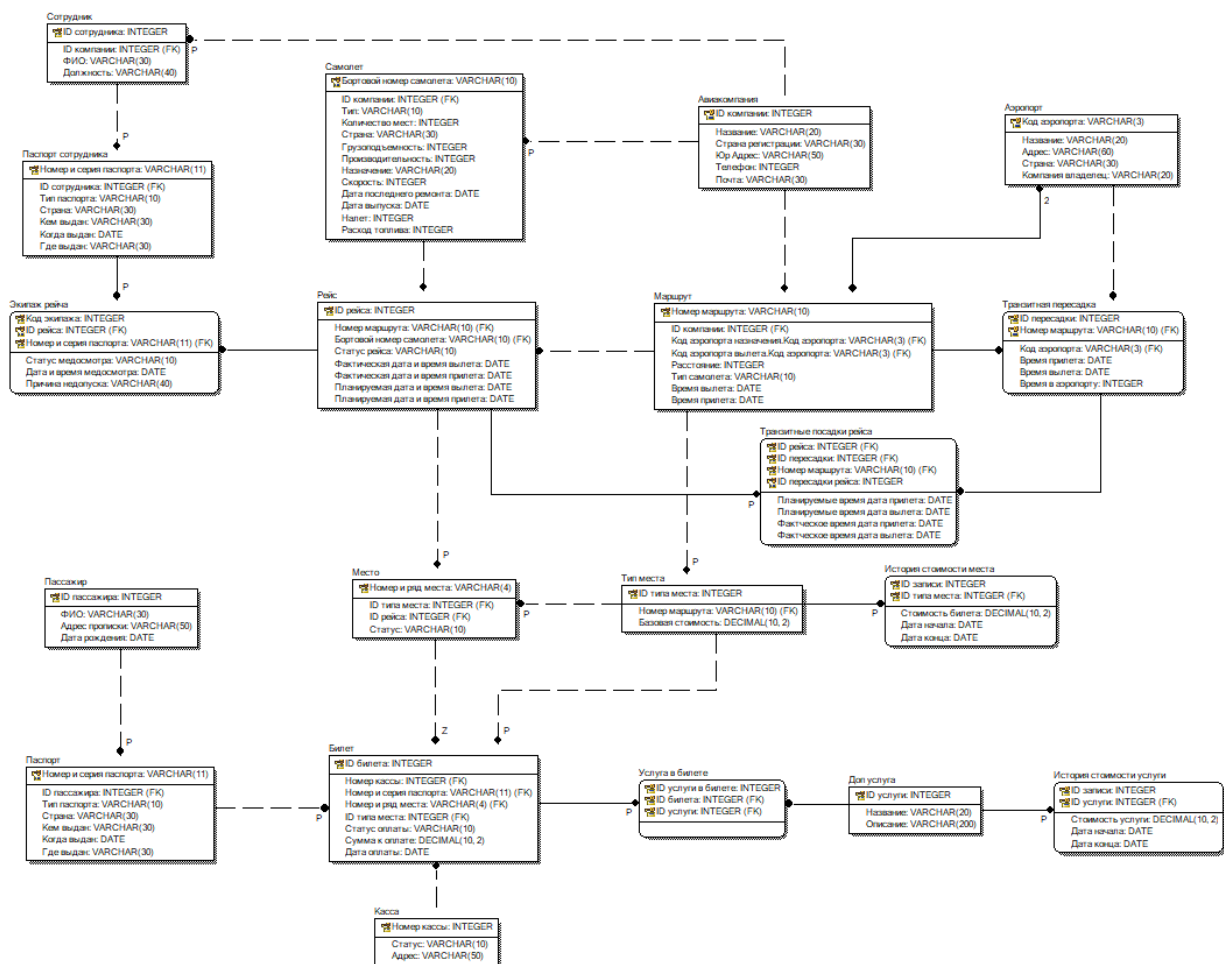 Сотрудник
ID сотрудника: INTEGER
ID компании: INTEGER (FK)
ФИО: VARCHAR(30)
Должность: VARCHAR(40)
P
Самолет
Бортовой номер самолета: VARCHAR(10)
ID компании: INTEGER (FK)
Тип: VARCHAR(10)
Количество мест: INTEGER
Страна: VARCHAR(30)
Грузоподъемность: INTEGER
Производительность: INTEGER
Назначение: VARCHAR(20)
Скорость: INTEGER
Дата последнего ремонта: DATE
Дата выпуска: DATE
Налет: INTEGER
Расход топлива: INTEGER
P
Авиакомпания
ID компании: INTEGER
Название: VARCHAR(20)
Страна регистрации: VARCHAR(30)
Юр Адрес: VARCHAR(50)
Телефон: INTEGER
Почта: VARCHAR(30)
Аэропорт
Код аэропорта: VARCHAR(3)
Название: VARCHAR(20)
Адрес: VARCHAR(60)
Страна: VARCHAR(30)
Компания владелец: VARCHAR(20)
2
P
Паспорт сотрудника
Номер и серия паспорта: VARCHAR(11)
ID сотрудника: INTEGER (FK)
Тип паспорта: VARCHAR(10)
Страна: VARCHAR(30)
Кем выдан: VARCHAR(30)
Когда выдан: DATE
Где выдан: VARCHAR(30)
P
Экипаж рейча
Код экипажа: INTEGER
ID рейса: INTEGER (FK)
Номер и серия паспорта: VARCHAR(11) (FK)
Статус медосмотра: VARCHAR(10)
Дата и время медосмотра: DATE
Причина недопуска: VARCHAR(40)
Рейс
ID рейса: INTEGER
Номер маршрута: VARCHAR(10) (FK)
Бортовой номер самолета: VARCHAR(10) (FK)
Статус рейса: VARCHAR(10)
Фактическая дата и время вылета: DATE
Фактическая дата и время прилета: DATE
Планируемая дата и время вылета: DATE
Планируемая дата и время прилета: DATE
Маршрут
Номер маршрута: VARCHAR(10)
ID компании: INTEGER (FK)
Код аэропорта назначения.Код аэропорта: VARCHAR(3) (FK)
Код аэропорта вылета.Код аэропорта: VARCHAR(3) (FK)
Расстояние: INTEGER
Тип самолета: VARCHAR(10)
Время вылета: DATE
Время прилета: DATE
Транзитная пересадка
ID пересадки: INTEGER
Номер маршрута: VARCHAR(10) (FK)
Код аэропорта: VARCHAR(3) (FK)
Время прилета: DATE
Время вылета: DATE
Время в аэропорту: INTEGER
Транзитные посадки рейса
ID рейса: INTEGER (FK)
ID пересадки: INTEGER (FK)
Номер маршрута: VARCHAR(10) (FK)
ID пересадки рейса: INTEGER
Планируемые время дата прилета: DATE
Планируемые время дата вылета: DATE
Фактческое время дата прилета: DATE
Фактческое время дата вылета: DATE
P
P
P
Пассажир
ID пассажира: INTEGER
ФИО: VARCHAR(30)
Адрес прописки: VARCHAR(50)
Дата рождения: DATE
Место
Номер и ряд места: VARCHAR(4)
ID типа места: INTEGER (FK)
ID рейса: INTEGER (FK)
Статус: VARCHAR(10)
P
Тип места
ID типа места: INTEGER
Номер маршрута: VARCHAR(10) (FK)
Базовая стоимость: DECIMAL(10, 2)
История стоимости места
ID записи: INTEGER
ID типа места: INTEGER (FK)
Стоимость билета: DECIMAL(10, 2)
Дата начала: DATE
Дата конца: DATE
P
P
Z
P
Паспорт
Номер и серия паспорта: VARCHAR(11)
ID пассажира: INTEGER (FK)
Тип паспорта: VARCHAR(10)
Страна: VARCHAR(30)
Кем выдан: VARCHAR(30)
Когда выдан: DATE
Где выдан: VARCHAR(30)
P
Билет
ID билета: INTEGER
Номер кассы: INTEGER (FK)
Номер и серия паспорта: VARCHAR(11) (FK)
Номер и ряд места: VARCHAR(4) (FK)
ID типа места: INTEGER (FK)
Статус оплаты: VARCHAR(10)
Сумма к оплате: DECIMAL(10, 2)
Дата оплаты: DATE
Услуга в билете
ID услуги в билете: INTEGER
ID билета: INTEGER (FK)
ID услуги: INTEGER (FK)
P
Доп услуга
ID услуги: INTEGER
Название: VARCHAR(20)
Описание: VARCHAR(200)
История стоимости услуги
ID записи: INTEGER
ID услуги: INTEGER (FK)
Стоимость услуги: DECIMAL(10, 2)
Дата начала: DATE
Дата конца: DATE
P
Касса
Номер кассы: INTEGER
Статус: VARCHAR(10)
Адрес: VARCHAR(50)